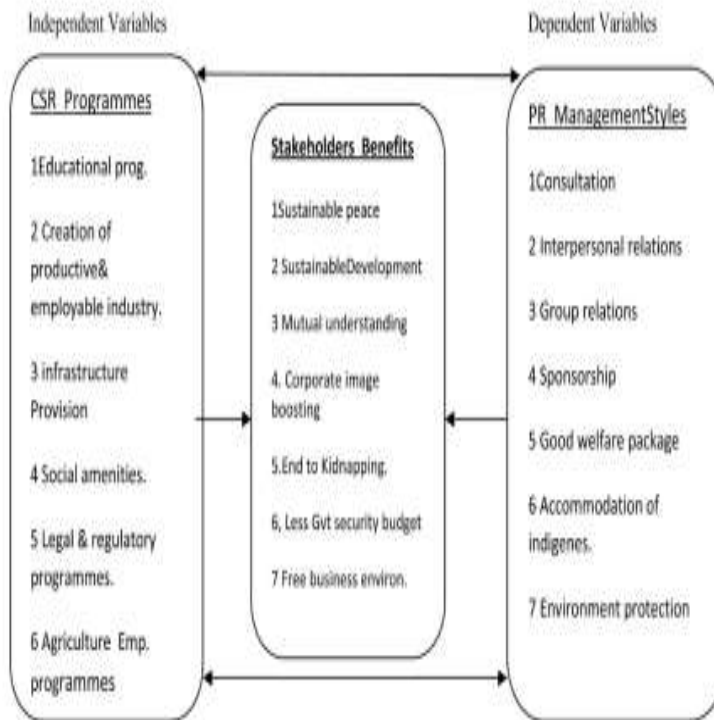 Independent Variables
Dependent Variables
CSR Programmes
1Educational prog.
2 Creation of
productive&
employable industry.
3 infrastructure
Provision
4 Social amenities.
5 Legal & regulatory
programmes.
6 Agriculture Emp.
programmes
Stakeholders Benefits
1Sustainable peace
2 SustainableDevelopment
3 Mutual understanding
4. Corporate image
boosting
5.End to Kidnapping.
6, Less Gvt security budget
7 Free business environ.
PR ManagementStyles
1Consultation
2 Interpersonal relations
3 Group relations
4 Sponsorship
5 Good welfare package
6 Accommodation of
indigenes.
7 Environment protection